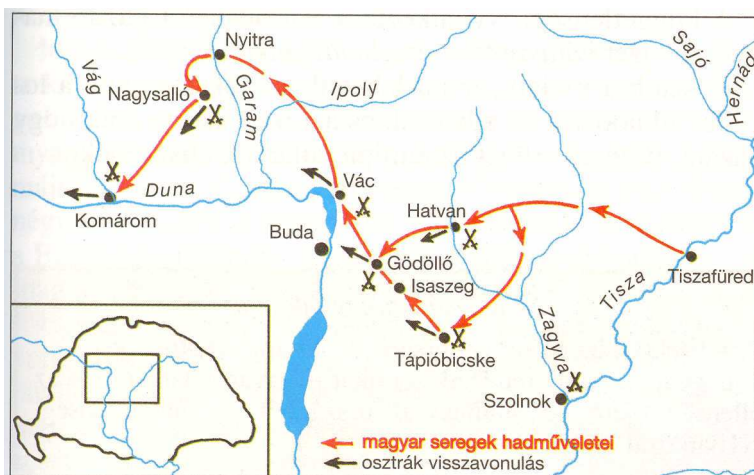 Nyitra
Sajó
Hernád
Vág
Garam
Ipoly
Nagysalló
Duna
Vác
Komárom
Hatvan
Buda
Gödöllő
Tiszafüred
Isaszeg
Tisza
Zagyva
Tápióbicske
Szolnok
magyar seregek hadműveletei
osztrák visszavonulás